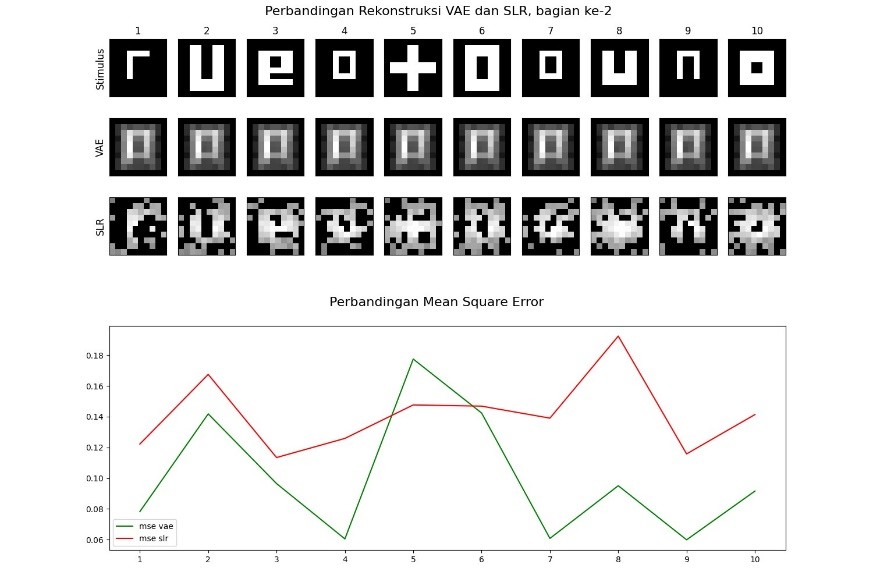 Perbandingan Rekonstruksi VAE dan SLR, bagian ke-2
1 2 3 4 5 6 7 8 9 10
Stimulus
VAE
SLR
Perbandingan Mean Square Error
0.18
0.16
0.14
0.12
0.10
0.08
0.06
mse vae
mse slr
1 2 3 4 5 6 7 8 9 10